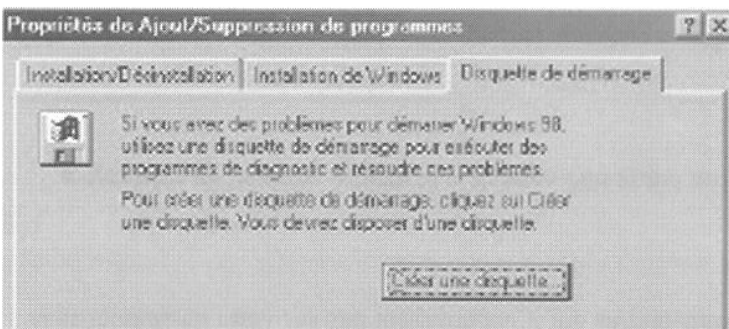 Propriétés de Ajout/Suppression de programmes
Installation/Désinstallation Installation de Windows Disquette de démarrage
Si vous avez des problèmes pour démarrer Windows 98,
utilisez une disquette de démarrage pour exécuter des
programmes de diagnostic et résoudre ces problèmes.
Pour créer une disquette de démarrage, cliquez sur Créer
une disquette. Vous devrez disposer d'une disquette.
Créer une disquette...